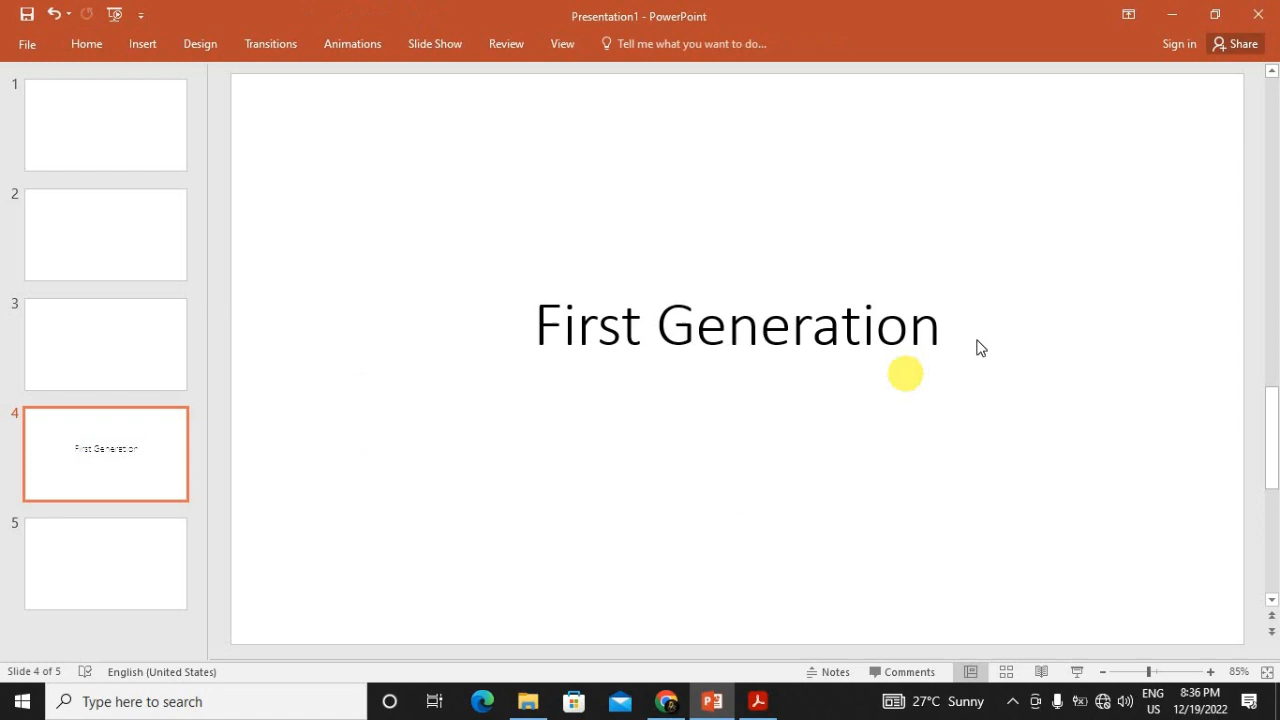 Presentation1 - PowerPoint
File Home Insert Design Transitions Animations Slide Show Review View Tell me what you want to do... Sign in Share
1
2
3
4
First Generation
5
First Generation
Slide 4 of 5 English (United States) Notes Comments 85%
Type here to search 27°C Sunny ENG US 8:36 PM 12/19/2022